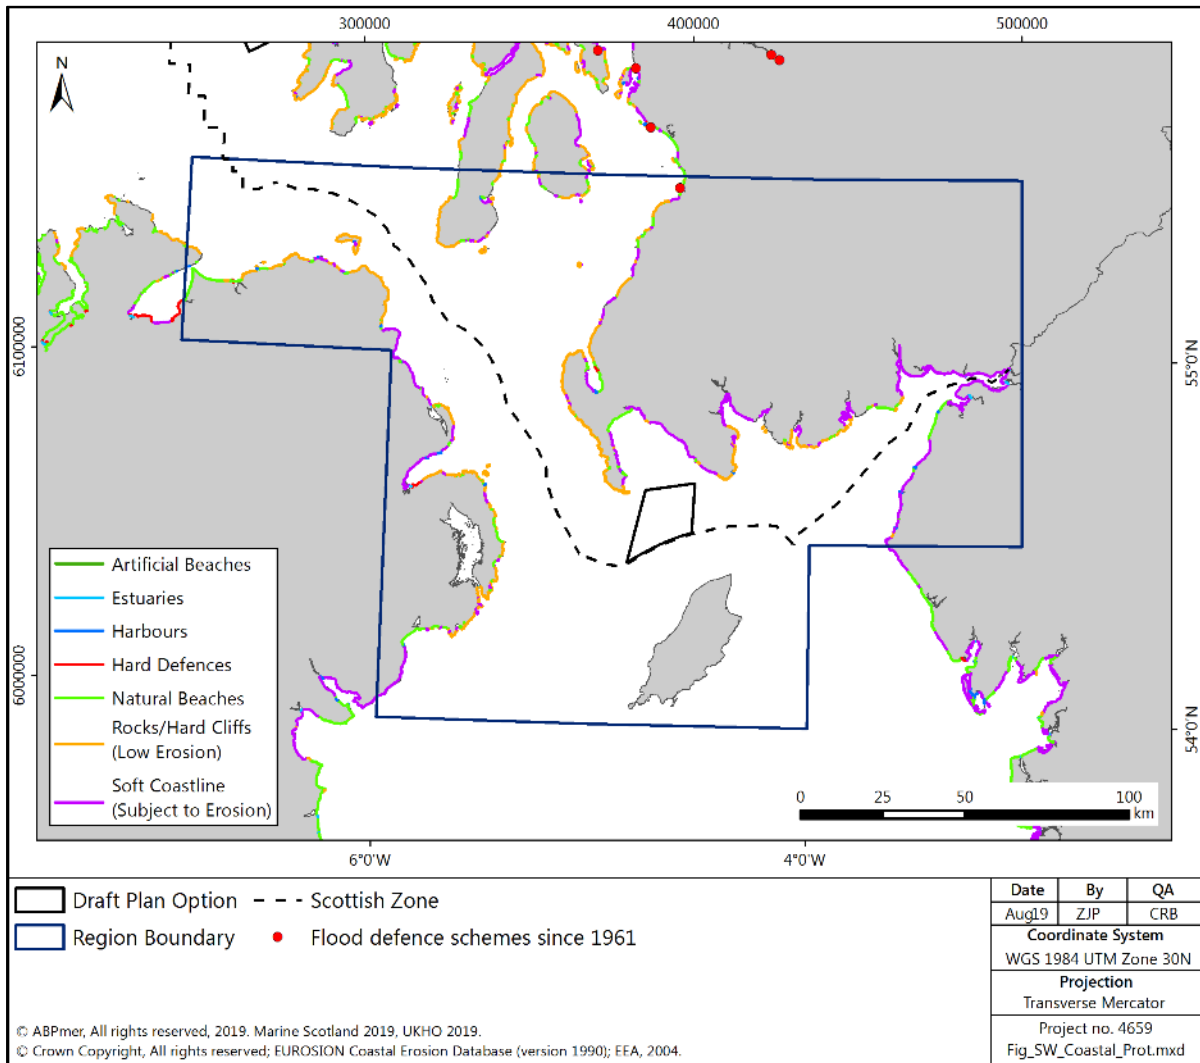 300000
400000
500000
N
6100000
6000000
55°0'N
54°0'N
Artificial Beaches
Estuaries
Harbours
Hard Defences
Natural Beaches
Rocks/Hard Cliffs
(Low Erosion)
Soft Coastline
(Subject to Erosion)
0 25 50 100
km
6°0'W
4°0'W
Draft Plan Option
Scottish Zone
Region Boundary
Flood defence schemes since 1961
Date By QA
Aug19 ZJP CRB
Coordinate System
WGS 1984 UTM Zone 30N
Projection
Transverse Mercator
Project no. 4659
Fig_SW_Coastal_Prot.mxd
© ABPmer, All rights reserved, 2019. Marine Scotland 2019, UKHO 2019.
© Crown Copyright, All rights reserved; EUROSION Coastal Erosion Database (version 1990); EEA, 2004.